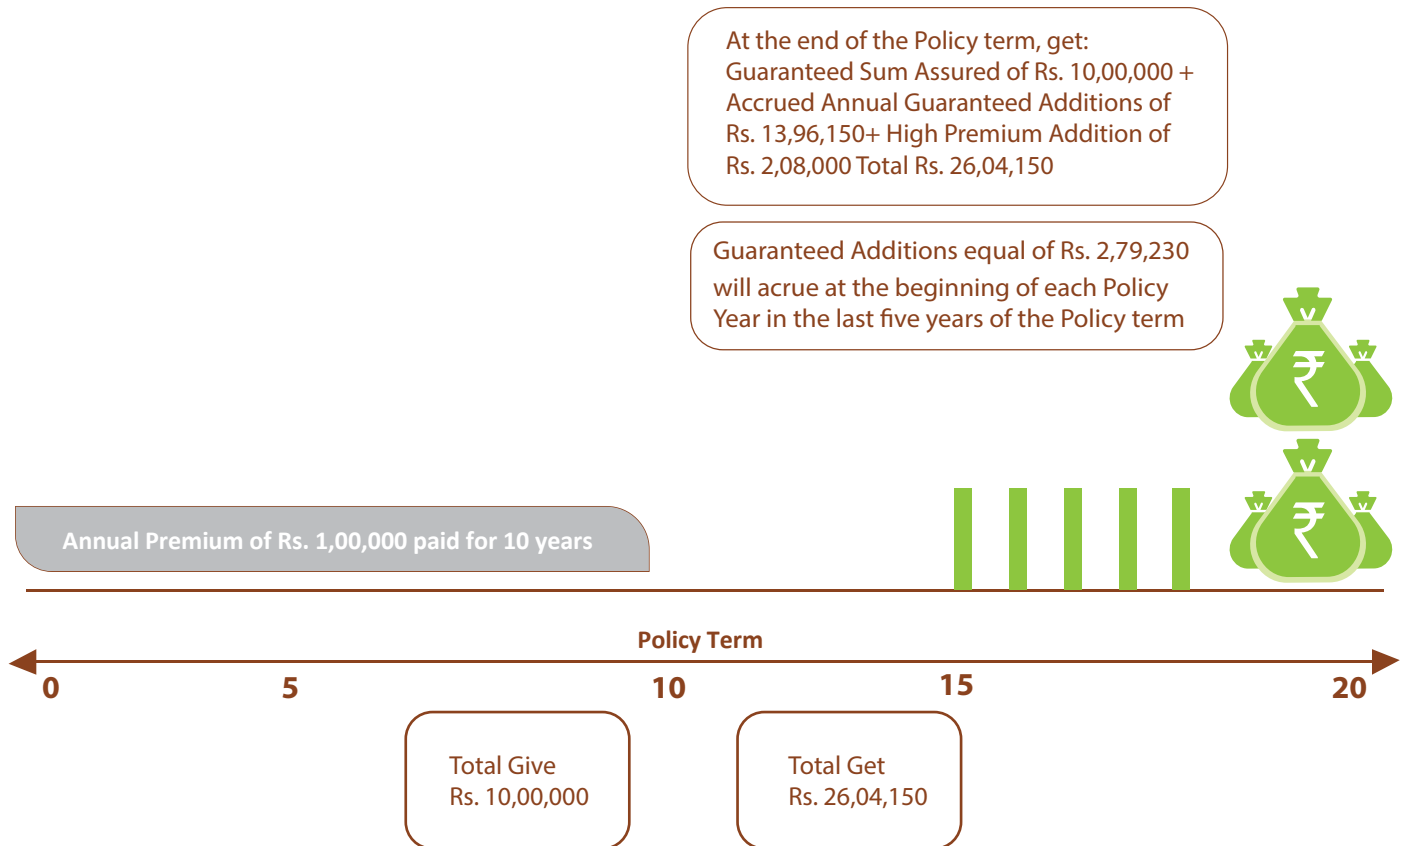 At the end of the Policy term, get:
Guaranteed Sum Assured of Rs. 10,00,000 +
Accrued Annual Guaranteed Additions of
Rs. 13,96,150+ High Premium Addition of
Rs. 2,08,000 Total Rs. 26,04,150
Guaranteed Additions equal of Rs. 2,79,230
will accrue at the beginning of each Policy
Year in the last five years of the Policy term
₹
₹
Annual Premium of Rs. 1,00,000 paid for 10 years
Policy Term
0 5 10 15 20
Total Give
Rs. 10,00,000
Total Get
Rs. 26,04,150